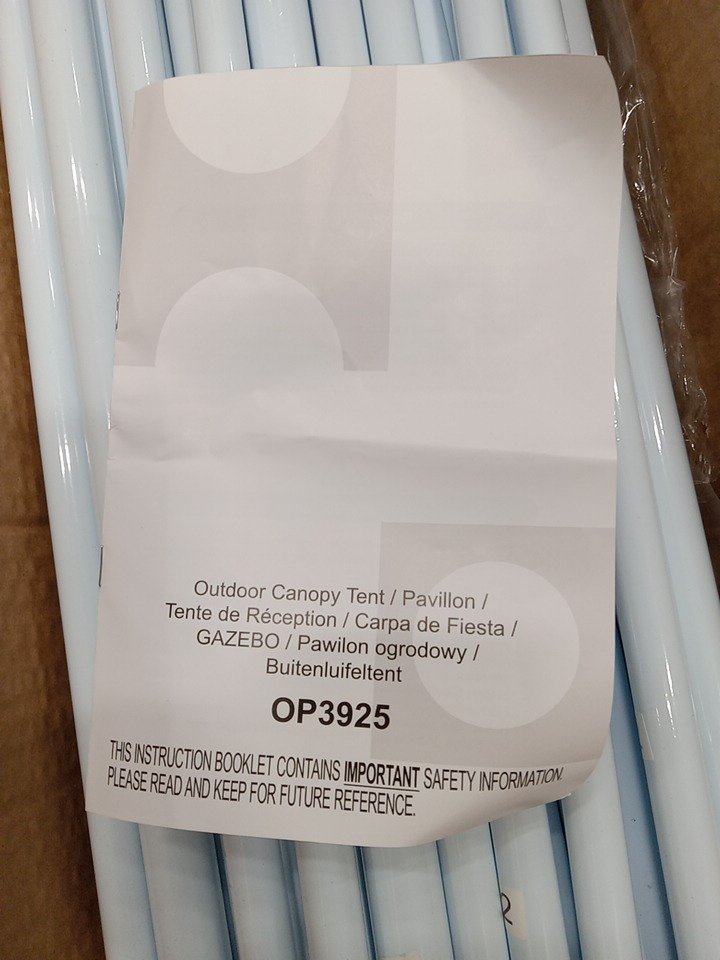 Outdoor Canopy Tent / Pavillon /
Tente de Réception / Carpa de Fiesta /
GAZEBO / Pawilon ogrodowy /
Buitenluifeltent
OP3925
THIS INSTRUCTION BOOKLET CONTAINS IMPORTANT SAFETY INFORMATION.
PLEASE READ AND KEEP FOR FUTURE REFERENCE.